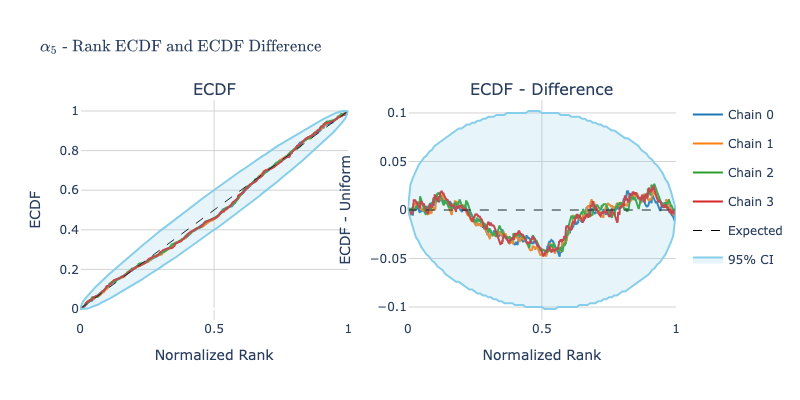 α₅ - Rank ECDF and ECDF Difference
ECDF
ECDF - Difference
1
0.8
0.6
0.4
0.2
0
ECDF
0
0.5
1
Normalized Rank
0.1
0.05
0
−0.05
−0.1
ECDF - Uniform
0
0.5
1
Normalized Rank
Chain 0
Chain 1
Chain 2
Chain 3
Expected
95% CI